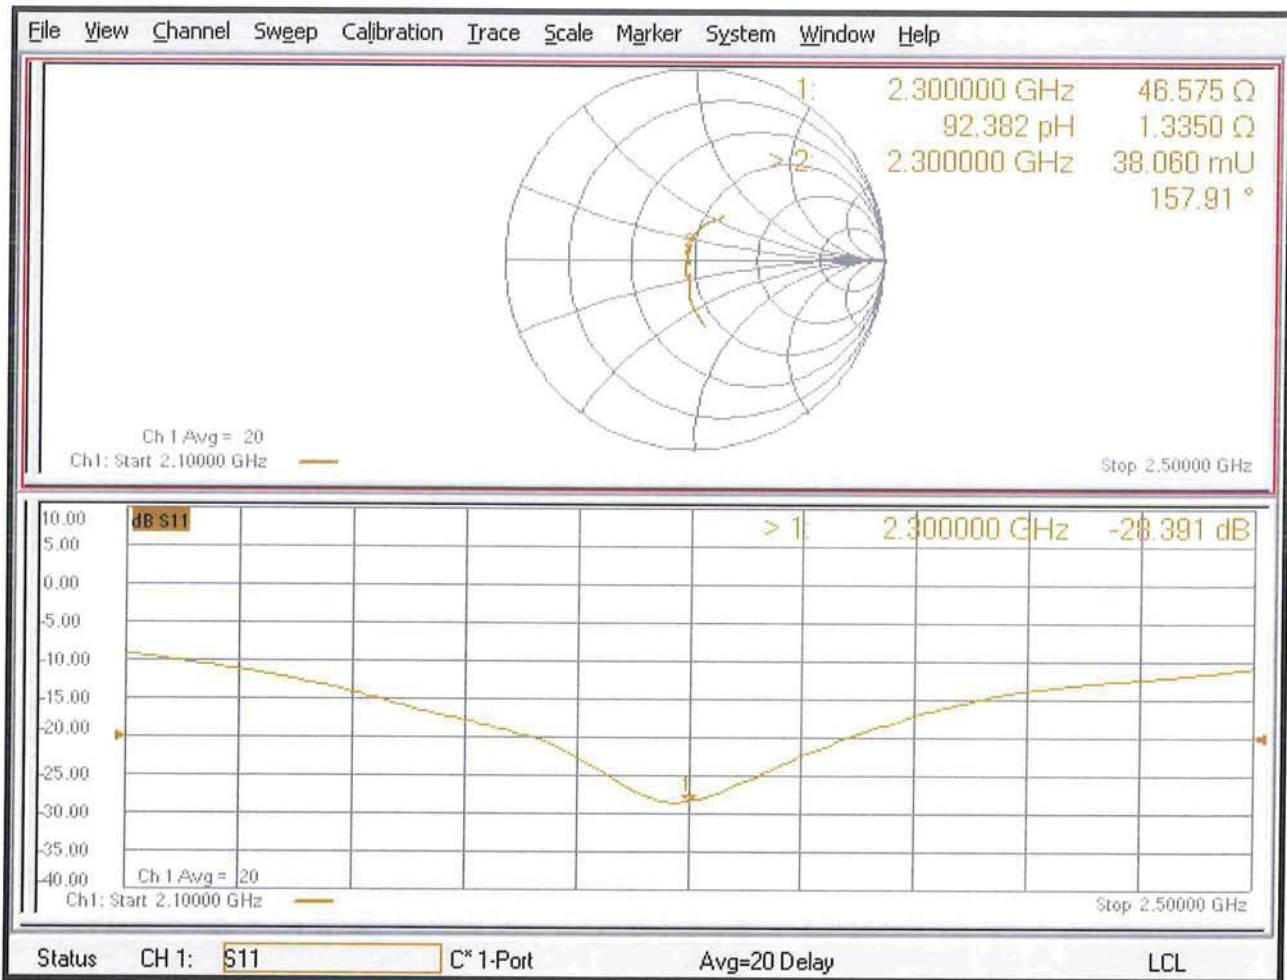 File View Channel Sweep Calibration Trace Scale Marker System Window Help
1: 2.300000 GHz 46.575 Ω
92.382 pH 1.3350 Ω
> 2: 2.300000 GHz 38.060 mU
157.91 °
Ch 1 Avg = 20
Ch1: Start 2.10000 GHz Stop 2.50000 GHz
10.00 dB S11 > 1: 2.300000 GHz -28.391 dB
5.00
0.00
-5.00
-10.00
-15.00
-20.00
-25.00
1
-30.00
-35.00
-40.00 Ch 1 Avg = 20
Ch1: Start 2.10000 GHz Stop 2.50000 GHz
Status CH 1: S11 C* 1-Port Avg=20 Delay LCL